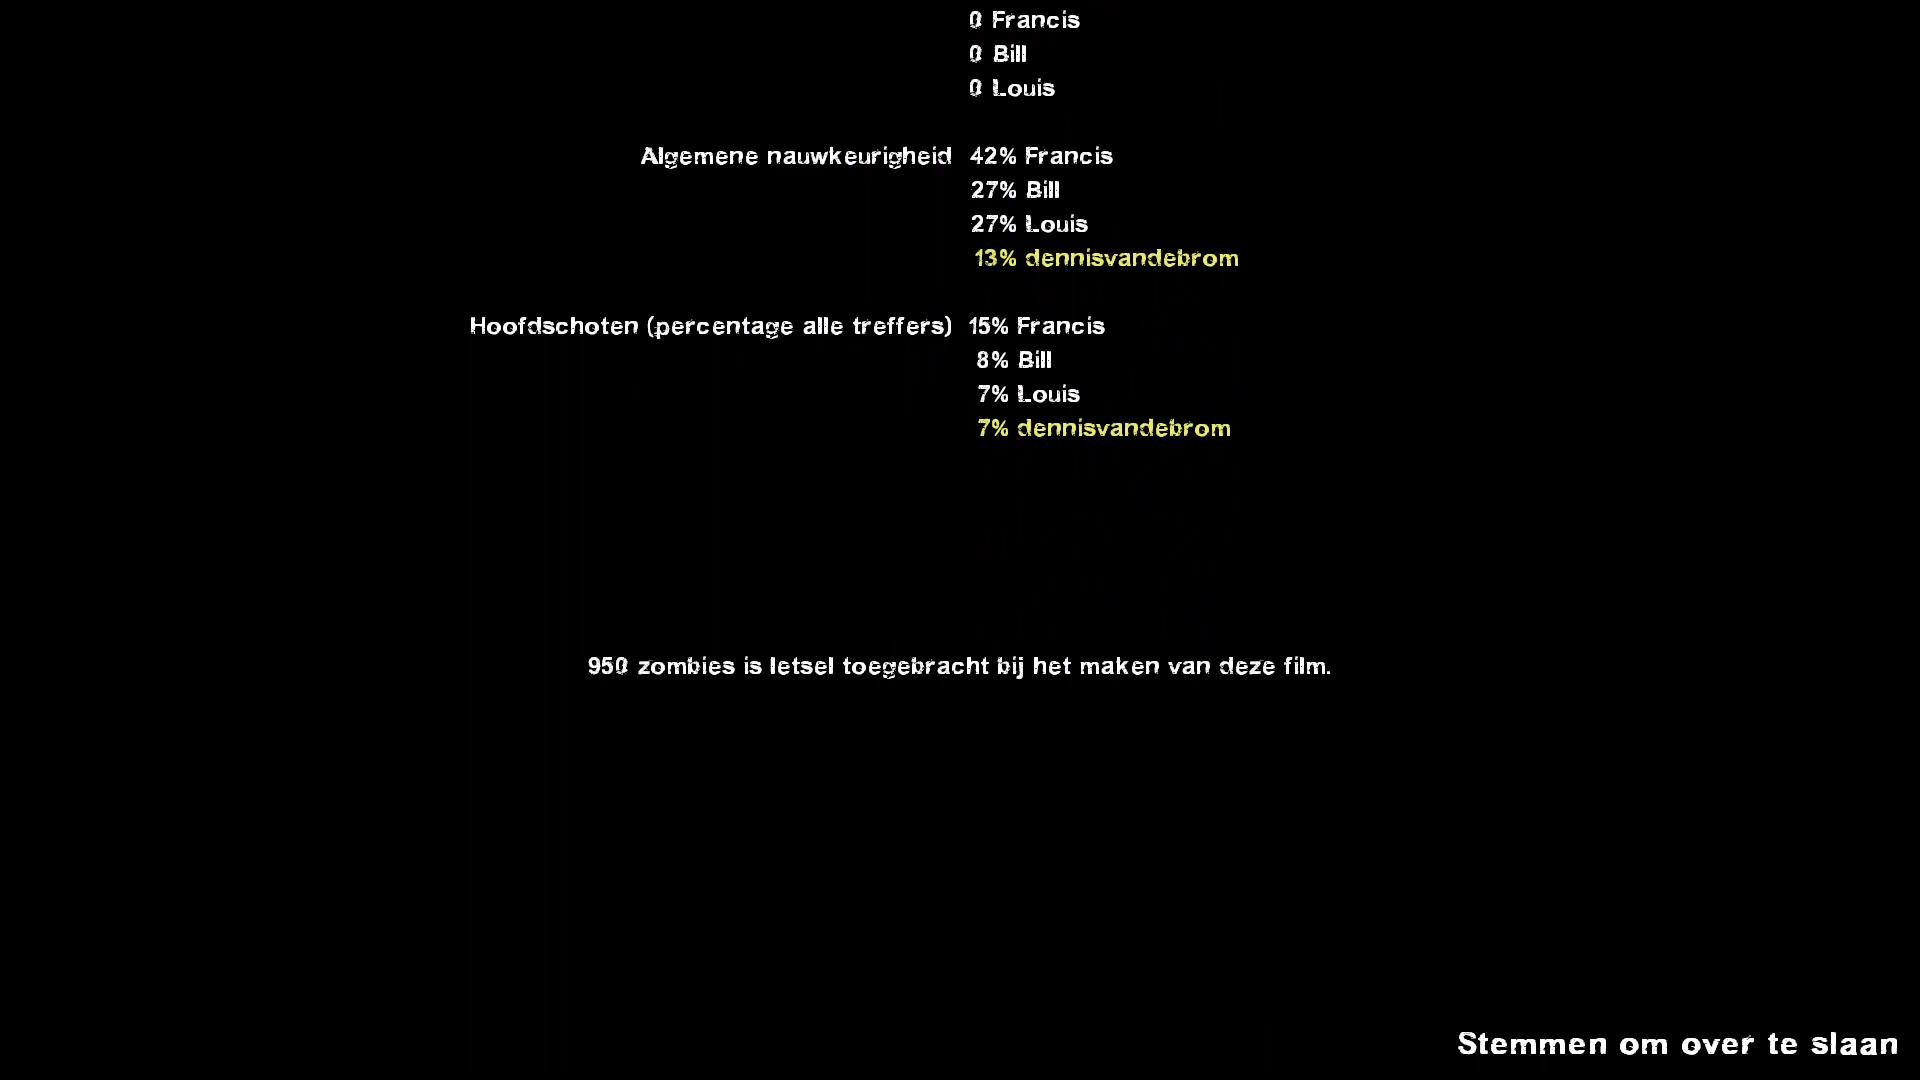 0 Francis
0 Bill
0 Louis
Algemene nauwkeurigheid 42% Francis
27% Bill
27% Louis
13% dennisvandebrom
Hoofdschoten (percentage alle treffers) 15% Francis
8% Bill
7% Louis
7% dennisvandebrom
950 zombies is letsel toegebracht bij het maken van deze film.
Stemmen om over te slaan